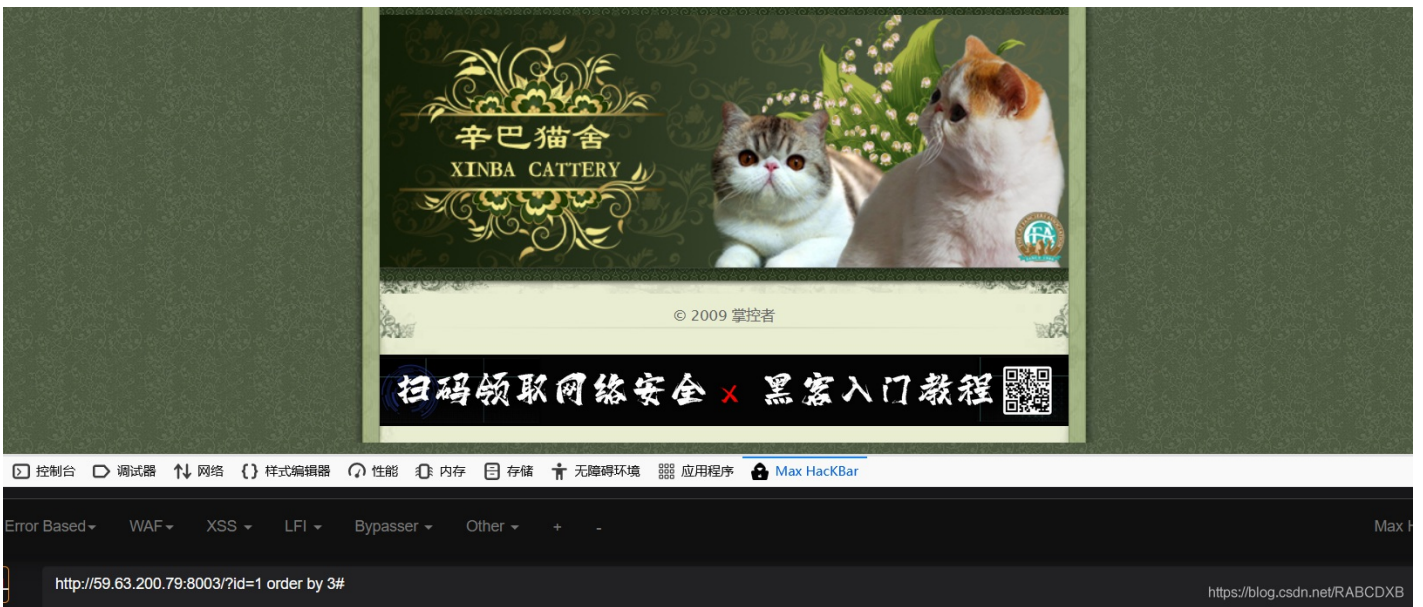 辛巴猫舍
XINBA CATTERY
© 2009 掌控者
扫码领取网络安全 x 黑客入门教程
控制台 调试器 网络 {} 样式编辑器 性能 内存 存储 无障碍环境 应用程序 Max HacKBar
Error Based WAF XSS LFI Bypasser Other + - Max H
http://59.63.200.79:8003/?id=1 order by 3#
https://blog.csdn.net/RABCDXB